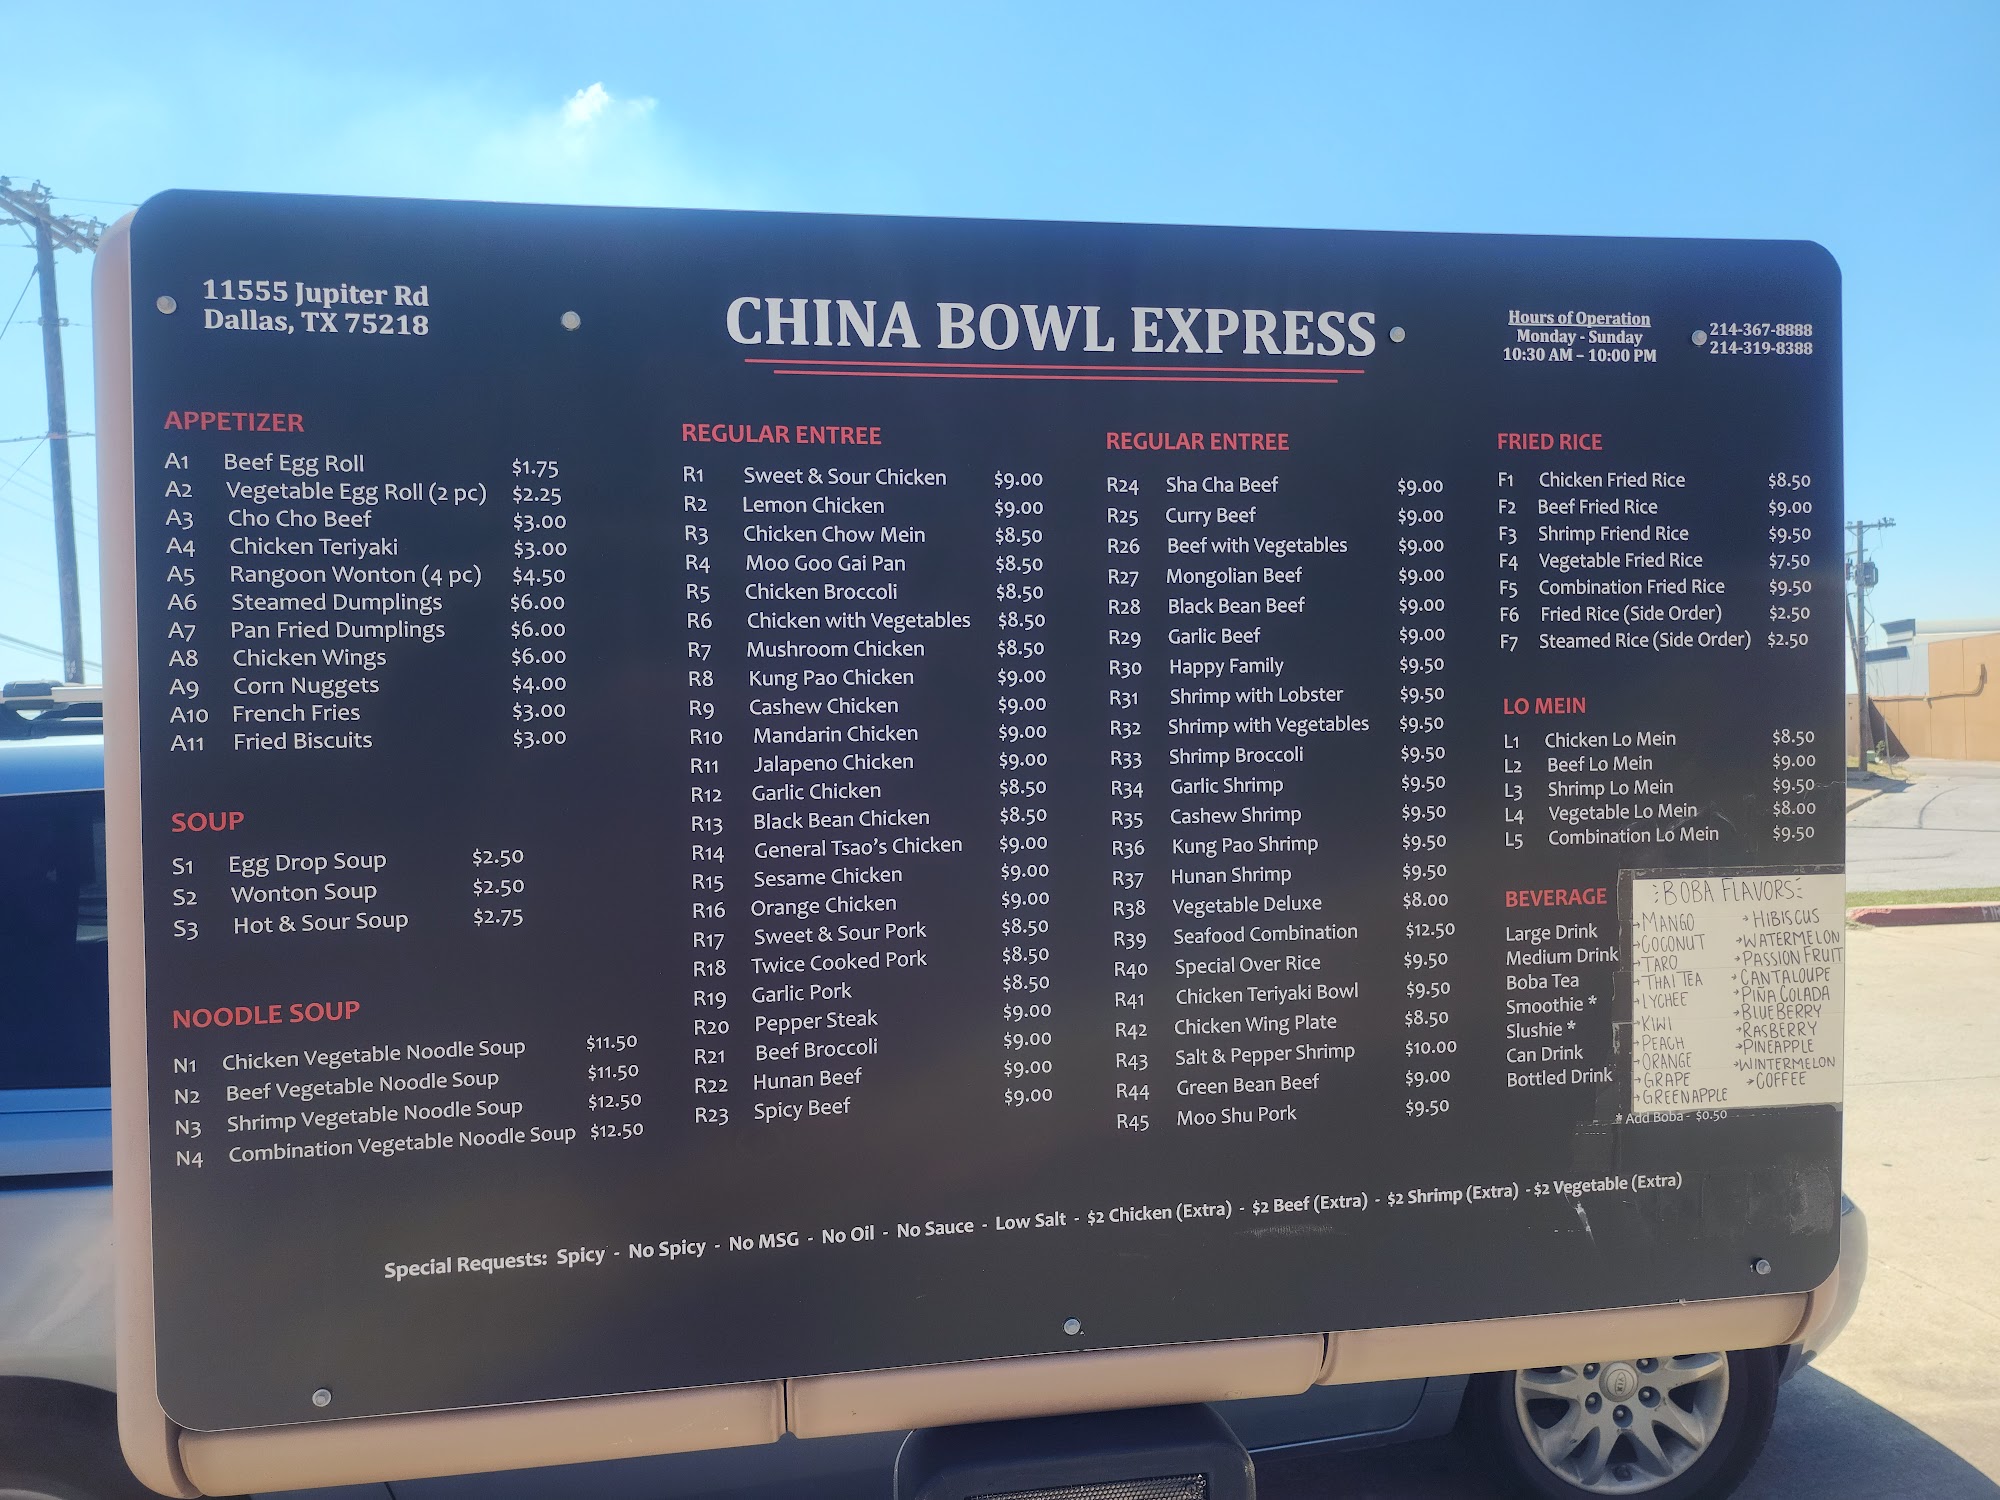 11555 Jupiter Rd
Dallas, TX 75218
CHINA BOWL EXPRESS
Hours of Operation
Monday - Sunday
10:30 AM – 10:00 PM
214-367-8888
214-319-8388
APPETIZER
A1 Beef Egg Roll $1.75
A2 Vegetable Egg Roll (2 pc) $2.25
A3 Cho Cho Beef $3.00
A4 Chicken Teriyaki $3.00
A5 Rangoon Wonton (4 pc) $4.50
A6 Steamed Dumplings $6.00
A7 Pan Fried Dumplings $6.00
A8 Chicken Wings $6.00
A9 Corn Nuggets $4.00
A10 French Fries $3.00
A11 Fried Biscuits $3.00
SOUP
S1 Egg Drop Soup $2.50
S2 Wonton Soup $2.50
S3 Hot & Sour Soup $2.75
NOODLE SOUP
N1 Chicken Vegetable Noodle Soup $11.50
N2 Beef Vegetable Noodle Soup $11.50
N3 Shrimp Vegetable Noodle Soup $12.50
N4 Combination Vegetable Noodle Soup $12.50
REGULAR ENTREE
R1 Sweet & Sour Chicken $9.00
R2 Lemon Chicken $9.00
R3 Chicken Chow Mein $8.50
R4 Moo Goo Gai Pan $8.50
R5 Chicken Broccoli $8.50
R6 Chicken with Vegetables $8.50
R7 Mushroom Chicken $8.50
R8 Kung Pao Chicken $9.00
R9 Cashew Chicken $9.00
R10 Mandarin Chicken $9.00
R11 Jalapeno Chicken $9.00
R12 Garlic Chicken $8.50
R13 Black Bean Chicken $8.50
R14 General Tsao's Chicken $9.00
R15 Sesame Chicken $9.00
R16 Orange Chicken $9.00
R17 Sweet & Sour Pork $8.50
R18 Twice Cooked Pork $8.50
R19 Garlic Pork $8.50
R20 Pepper Steak $9.00
R21 Beef Broccoli $9.00
R22 Hunan Beef $9.00
R23 Spicy Beef $9.00
REGULAR ENTREE
R24 Sha Cha Beef $9.00
R25 Curry Beef $9.00
R26 Beef with Vegetables $9.00
R27 Mongolian Beef $9.00
R28 Black Bean Beef $9.00
R29 Garlic Beef $9.00
R30 Happy Family $9.50
R31 Shrimp with Lobster $9.50
R32 Shrimp with Vegetables $9.50
R33 Shrimp Broccoli $9.50
R34 Garlic Shrimp $9.50
R35 Cashew Shrimp $9.50
R36 Kung Pao Shrimp $9.50
R37 Hunan Shrimp $9.50
R38 Vegetable Deluxe $8.00
R39 Seafood Combination $12.50
R40 Special Over Rice $9.50
R41 Chicken Teriyaki Bowl $9.50
R42 Chicken Wing Plate $8.50
R43 Salt & Pepper Shrimp $10.00
R44 Green Bean Beef $9.00
R45 Moo Shu Pork $9.50
FRIED RICE
F1 Chicken Fried Rice $8.50
F2 Beef Fried Rice $9.00
F3 Shrimp Friend Rice $9.50
F4 Vegetable Fried Rice $7.50
F5 Combination Fried Rice $9.50
F6 Fried Rice (Side Order) $2.50
F7 Steamed Rice (Side Order) $2.50
LO MEIN
L1 Chicken Lo Mein $8.50
L2 Beef Lo Mein $9.00
L3 Shrimp Lo Mein $9.50
L4 Vegetable Lo Mein $8.00
L5 Combination Lo Mein $9.50
BEVERAGE
Large Drink
Medium Drink
Boba Tea
Smoothie *
Slushie *
Can Drink
Bottled Drink
BOBA FLAVORS
→ MANGO
→ COCONUT
→ TARO
→ THAI TEA
→ LYCHEE
→ KIWI
→ PEACH
→ ORANGE
→ GRAPE
→ GREEN APPLE
→ HIBISCUS
→ WATERMELON
→ PASSION FRUIT
→ CANTALOUPE
→ PIÑA COLADA
→ BLUEBERRY
→ RASBERRY
→ PINEAPPLE
→ WINTERMELON
→ COFFEE
* Add Boba - $0.50
Special Requests: Spicy - No Spicy - No MSG - No Oil - No Sauce - Low Salt - $2 Chicken (Extra) - $2 Beef (Extra) - $2 Shrimp (Extra) - $2 Vegetable (Extra)
KIA